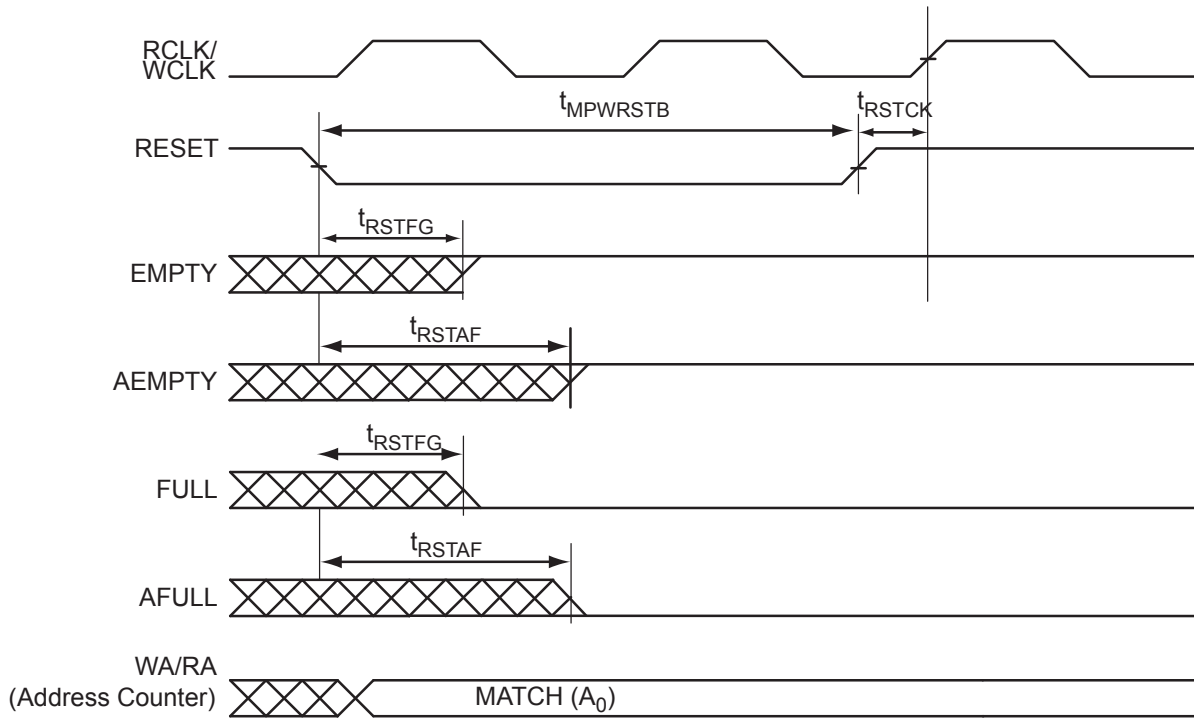 RCLK/
WCLK
tMPWRSTB
tRSTCK
RESET
tRSTFG
EMPTY
tRSTAF
AEMPTY
tRSTFG
FULL
tRSTAF
AFULL
WA/RA
(Address Counter)
MATCH (A0)